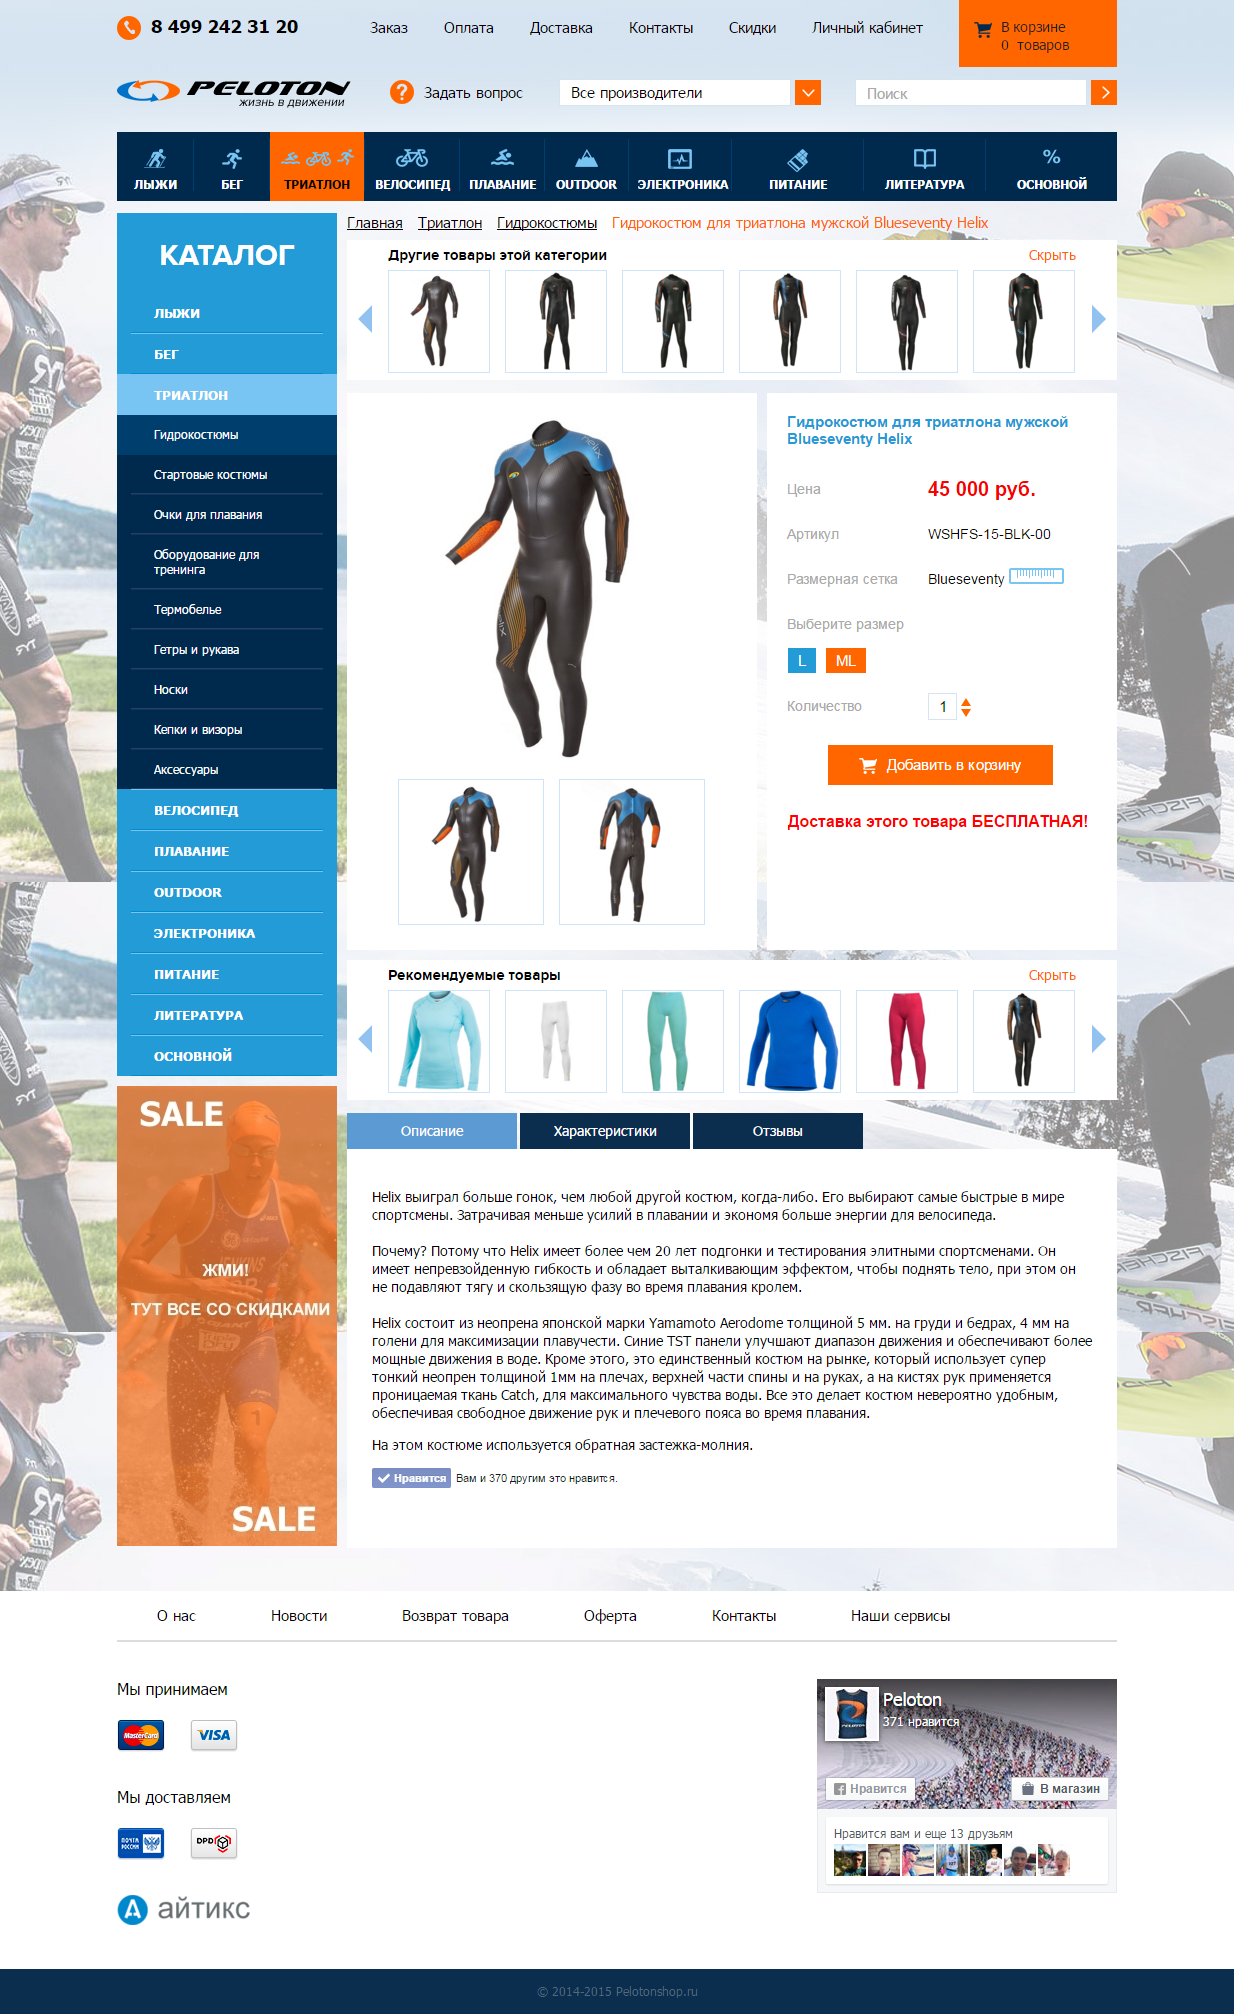 8 499 242 31 20
Заказ Оплата Доставка Контакты Скидки Личный кабинет
В корзине
0 товаров
PELOTON
жизнь в движении
Задать вопрос
Все производители
Поиск
ЛЫЖИ БЕГ ТРИАТЛОН ВЕЛОСИПЕД ПЛАВАНИЕ OUTDOOR ЭЛЕКТРОНИКА ПИТАНИЕ ЛИТЕРАТУРА % ОСНОВНОЙ
КАТАЛОГ
ЛЫЖИ
БЕГ
ТРИАТЛОН
Гидрокостюмы
Стартовые костюмы
Очки для плавания
Оборудование для
тренинга
Термобелье
Гетры и рукава
Носки
Кепки и визоры
Аксессуары
ВЕЛОСИПЕД
ПЛАВАНИЕ
OUTDOOR
ЭЛЕКТРОНИКА
ПИТАНИЕ
ЛИТЕРАТУРА
ОСНОВНОЙ
SALE
ЖМИ!
ТУТ ВСЕ СО СКИДКАМИ
SALE
Главная Триатлон Гидрокостюмы Гидрокостюм для триатлона мужской Blueseventy Helix
Другие товары этой категории
Скрыть
helix
helix
Гидрокостюм для триатлона мужской
Blueseventy Helix
Цена 45 000 руб.
Артикул WSHFS-15-BLK-00
Размерная сетка Blueseventy
Выберите размер
L ML
Количество 1
Добавить в корзину
Доставка этого товара БЕСПЛАТНАЯ!
Рекомендуемые товары
Скрыть
Описание Характеристики Отзывы
Helix выиграл больше гонок, чем любой другой костюм, когда-либо. Его выбирают самые быстрые в мире
спортсмены. Затрачивая меньше усилий в плавании и экономя больше энергии для велосипеда.
Почему? Потому что Helix имеет более чем 20 лет подгонки и тестирования элитными спортсменами. Он
имеет непревзойденную гибкость и обладает выталкивающим эффектом, чтобы поднять тело, при этом он
не подавляют тягу и скользящую фазу во время плавания кролем.
Helix состоит из неопрена японской марки Yamamoto Aerodome толщиной 5 мм. на груди и бедрах, 4 мм на
голени для максимизации плавучести. Синие TST панели улучшают диапазон движения и обеспечивают более
мощные движения в воде. Кроме этого, это единственный костюм на рынке, который использует супер
тонкий неопрен толщиной 1мм на плечах, верхней части спины и на руках, а на кистях рук применяется
проницаемая ткань Catch, для максимального чувства воды. Все это делает костюм невероятно удобным,
обеспечивая свободное движение рук и плечевого пояса во время плавания.
На этом костюме используется обратная застежка-молния.
Нравится Вам и 370 другим это нравится.
О нас Новости Возврат товара Оферта Контакты Наши сервисы
Мы принимаем
MasterCard VISA
Мы доставляем
ПОЧТА
РОССИИ
DPD
айтикс
Peloton
371 нравится
PELOTON
Нравится
В магазин
Нравится вам и еще 13 друзьям
© 2014-2015 Pelotonshop.ru